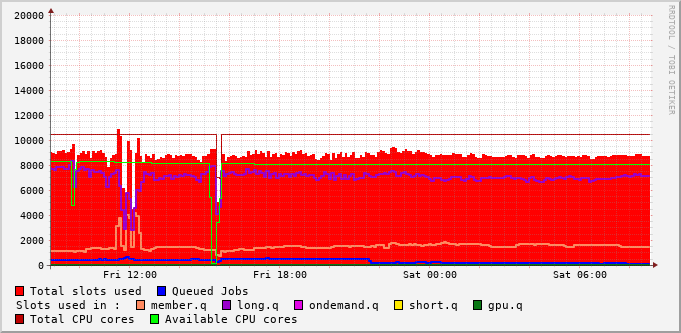 20000
18000
16000
14000
12000
10000
8000
6000
4000
2000
0
Fri 12:00 Fri 18:00 Sat 00:00 Sat 06:00
Total slots used Queued Jobs
Slots used in : member.q long.q ondemand.q short.q gpu.q
Total CPU cores Available CPU cores
RRDTOOL / TOBI OETIKER